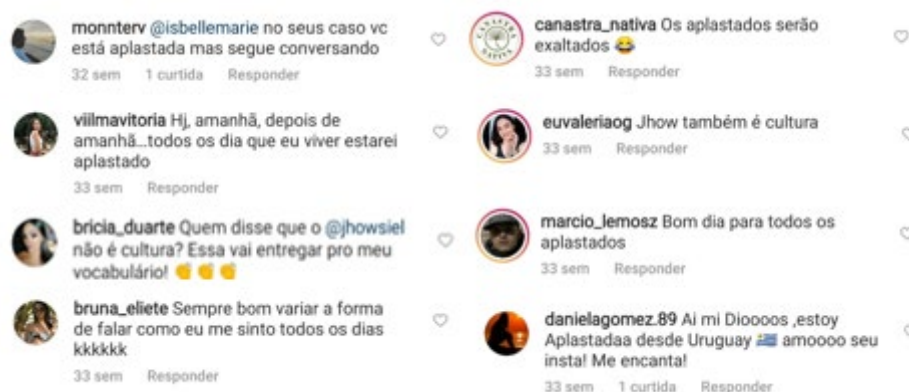 monnterv @isbellemarie no seus caso vc
está aplastada mas segue conversando
32 sem 1 curtida Responder
viilmavitoria Hj, amanhã, depois de
amanhã...todos os dia que eu viver estarei
aplastado
33 sem Responder
bricia_duarte Quem disse que o @jhowsiel
não é cultura? Essa vai entregar pro meu
vocabulário! 👏👏👏
bruna_eliete Sempre bom variar a forma
de falar como eu me sinto todos os dias
kkkkkk
33 sem Responder
canastra_nativa Os aplastados serão
exaltados 😂
33 sem Responder
euvaleriaog Jhow também é cultura
33 sem Responder
marcio_lemosz Bom dia para todos os
aplastados
33 sem Responder
danielagomez.89 Ai mi Dioooos ,estoy
Aplastadaa desde Uruguay 🇺🇾 amoooo seu
insta! Me encanta!
33 sem 1 curtida Responder